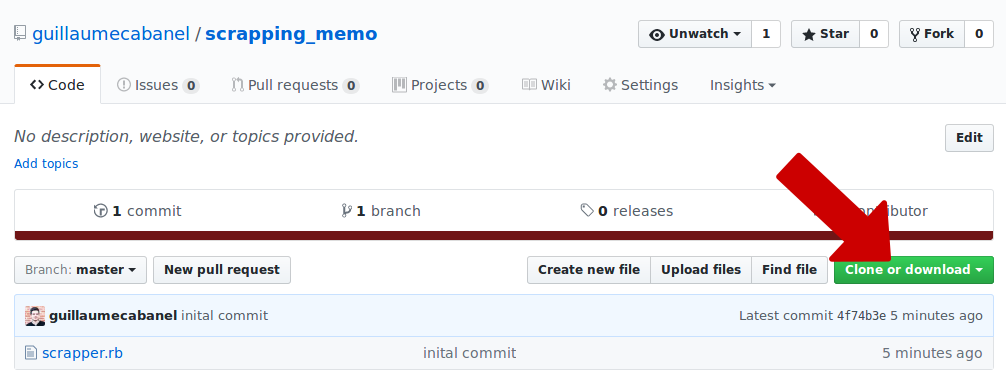 guillaumecabanel / scrapping_memo Unwatch 1 Star 0 Fork 0
Code Issues 0 Pull requests 0 Projects 0 Wiki Settings Insights
No description, website, or topics provided. Edit
Add topics
1 commit 1 branch 0 releases
Branch: master New pull request Create new file Upload files Find file Clone or download
guillaumecabanel inital commit Latest commit 4f74b3e 5 minutes ago
scrapper.rb inital commit 5 minutes ago